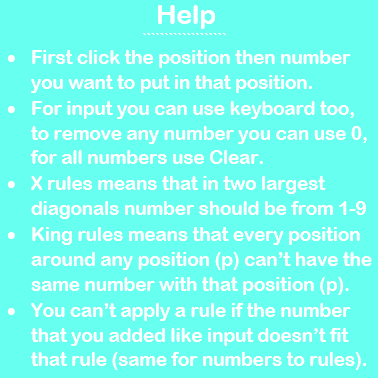 Help
• First click the position then number
you want to put in that position.
• For input you can use keyboard too,
to remove any number you can use 0,
for all numbers use Clear.
• X rules means that in two largest
diagonals number should be from 1-9
• King rules means that every position
around any position (p) can’t have the
same number with that position (p).
• You can’t apply a rule if the number
that you added like input doesn’t fit
that rule (same for numbers to rules).